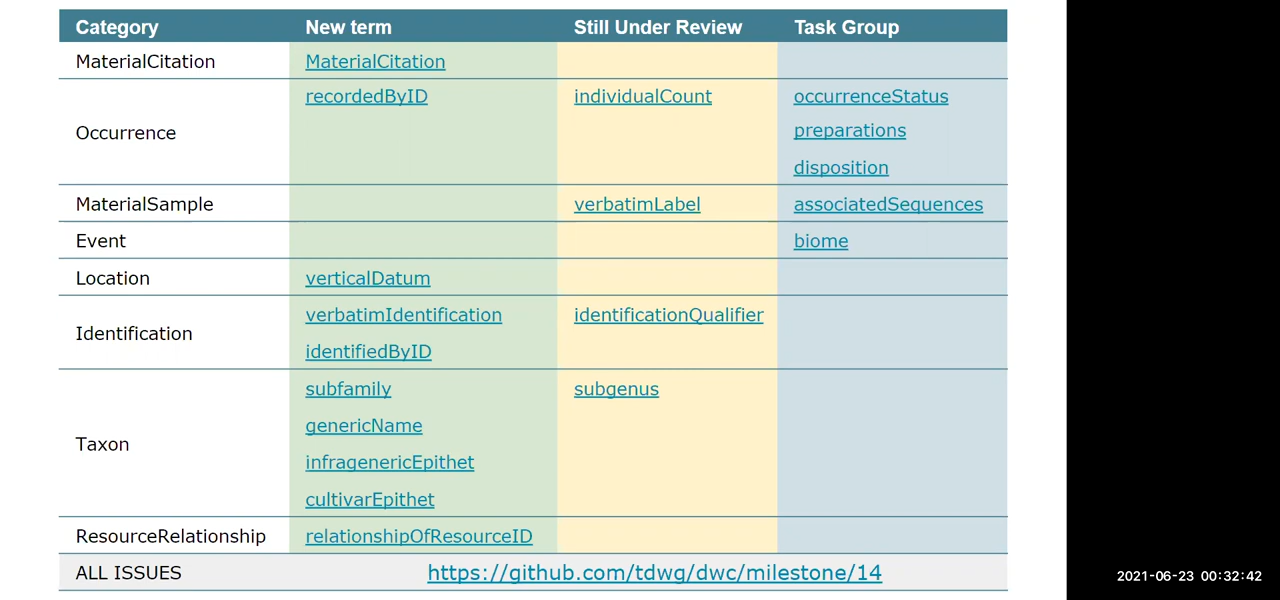 Category New term Still Under Review Task Group
MaterialCitation MaterialCitation
recordedByID individualCount occurrenceStatus
Occurrence preparations
disposition
MaterialSample verbatimLabel associatedSequences
Event biome
Location verticalDatum
verbatimIdentification identificationQualifier
Identification
identifiedByID
subfamily subgenus
genericName
Taxon
infragenericEpithet
cultivarEpithet
ResourceRelationship relationshipOfResourceID
ALL ISSUES https://github.com/tdwg/dwc/milestone/14
2021-06-23 00:32:42